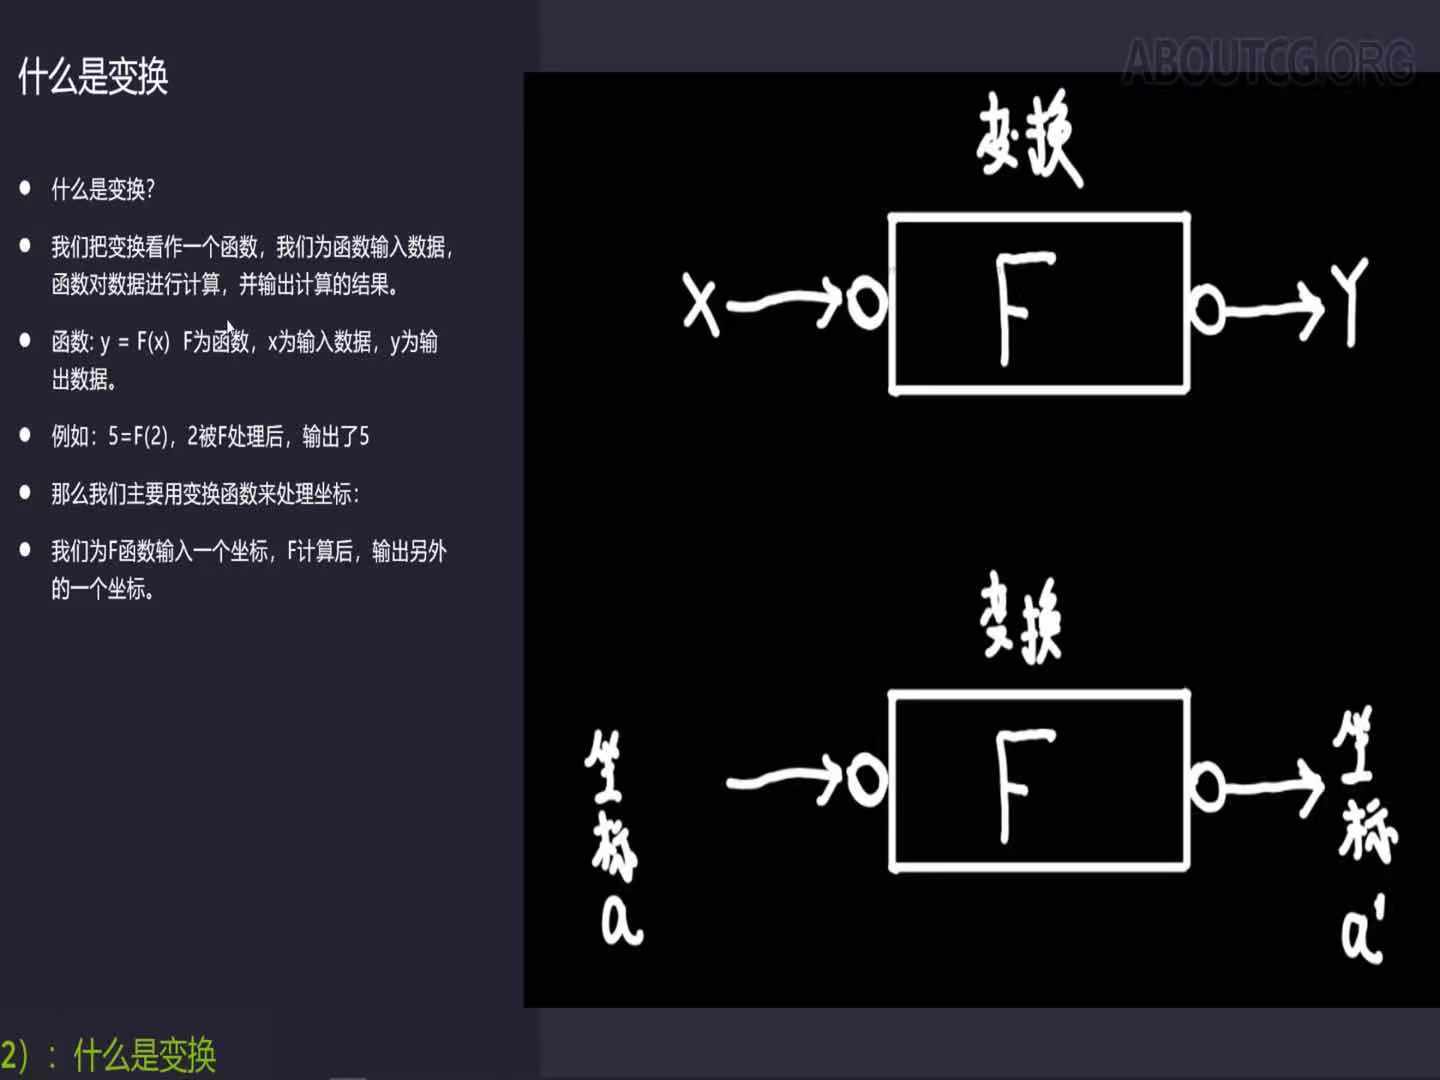 ABOUTCG.ORG
什么是变换
什么是变换?
我们把变换看作一个函数，我们为函数输入数据，
函数对数据进行计算，并输出计算的结果。
函数: y = F(x)  F为函数，x为输入数据，y为输
出数据。
例如：5=F(2)，2被F处理后，输出了5
那么我们主要用变换函数来处理坐标：
我们为F函数输入一个坐标，F计算后，输出另外
的一个坐标。
变换
X
F
Y
变换
坐标a
F
坐标a'
2）：什么是变换